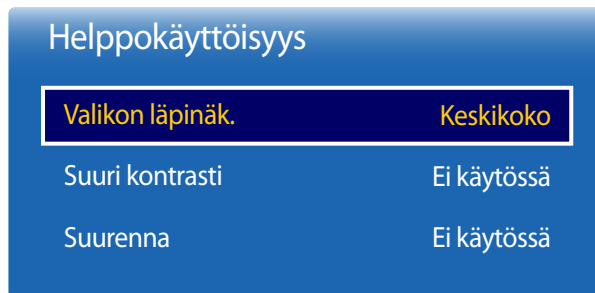 Helppokäyttöisyys
Valikon läpinäk. Keskikoko
Suuri kontrasti Ei käytössä
Suurenna Ei käytössä